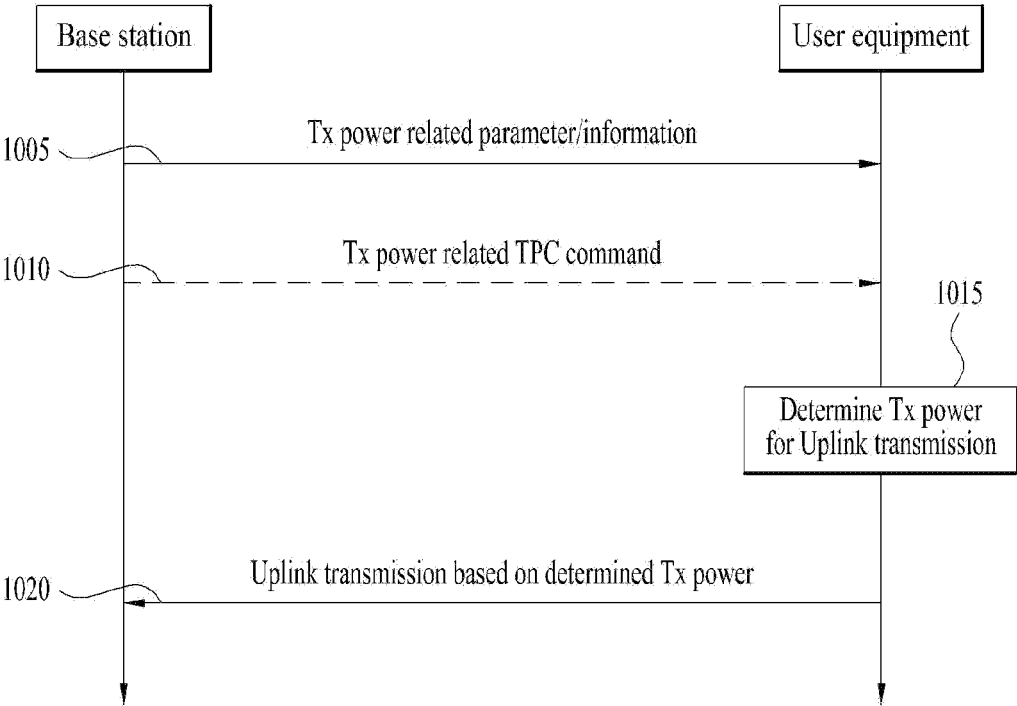 Base station
User equipment
Tx power related parameter/information
1005
Tx power related TPC command
1010
1015
Determine Tx power
for Uplink transmission
Uplink transmission based on determined Tx power
1020